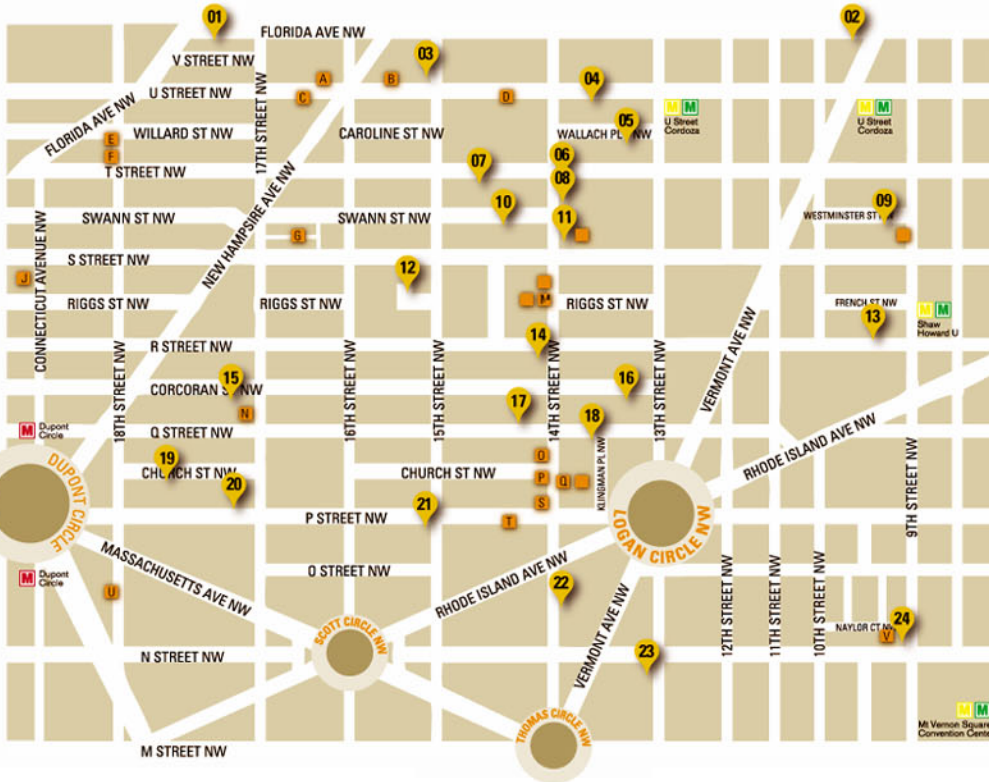 01
02
FLORIDA AVE NW
03
V STREET NW
A
B
04
U STREET NW
C
D
M M
U Street
Cordoza
M M
U Street
Cordoza
FLORIDA AVE NW
E
WILLARD ST NW
17TH STREET NW
CAROLINE ST NW
WALLACH PL NW
05
F
T STREET NW
07
06
08
NEW HAMPSIRE AVE NW
10
09
SWANN ST NW
SWANN ST NW
11
WESTMINSTER ST NW
G
CONNECTICUT AVENUE NW
S STREET NW
J
12
RIGGS ST NW
RIGGS ST NW
M
RIGGS ST NW
FRENCH ST NW
13
M M
Shaw
Howard U
VERMONT AVE NW
R STREET NW
14
18TH STREET NW
16TH STREET NW
15TH STREET NW
14TH STREET NW
13TH STREET NW
15
CORCORAN ST NW
16
N
17
18
M
Dupont
Circle
Q STREET NW
RHODE ISLAND AVE NW
19
CHURCH ST NW
O
CHURCH ST NW
P
Q
KLINGMAN PL NW
9TH STREET NW
DUPONT CIRCLE
20
21
S
P STREET NW
T
LOGAN CIRCLE NW
MASSACHUSETTS AVE NW
O STREET NW
RHODE ISLAND AVE NW
M
Dupont
Circle
U
22
VERMONT AVE NW
12TH STREET NW
11TH STREET NW
10TH STREET NW
24
NAYLOR CT NW
V
SCOTT CIRCLE NW
N STREET NW
23
THOMAS CIRCLE NW
M STREET NW
M M
Mt Vernon Square
Convention Cente